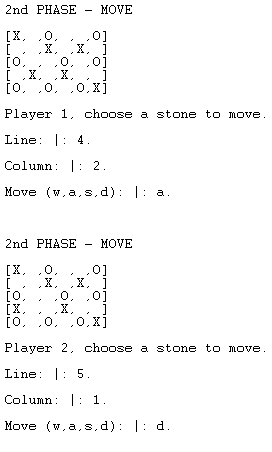 2nd PHASE – MOVE
[X, ,O, , ,O]
[ , ,X, ,X, ]
[O, , ,O, ,O]
[ ,X, ,X, , ]
[O, ,O, ,O,X]
Player 1, choose a stone to move.
Line: |: 4.
Column: |: 2.
Move (w,a,s,d): |: a.
2nd PHASE – MOVE
[X, ,O, , ,O]
[ , ,X, ,X, ]
[O, , ,O, ,O]
[X, , ,X, , ]
[O, ,O, ,O,X]
Player 2, choose a stone to move.
Line: |: 5.
Column: |: 1.
Move (w,a,s,d): |: d.